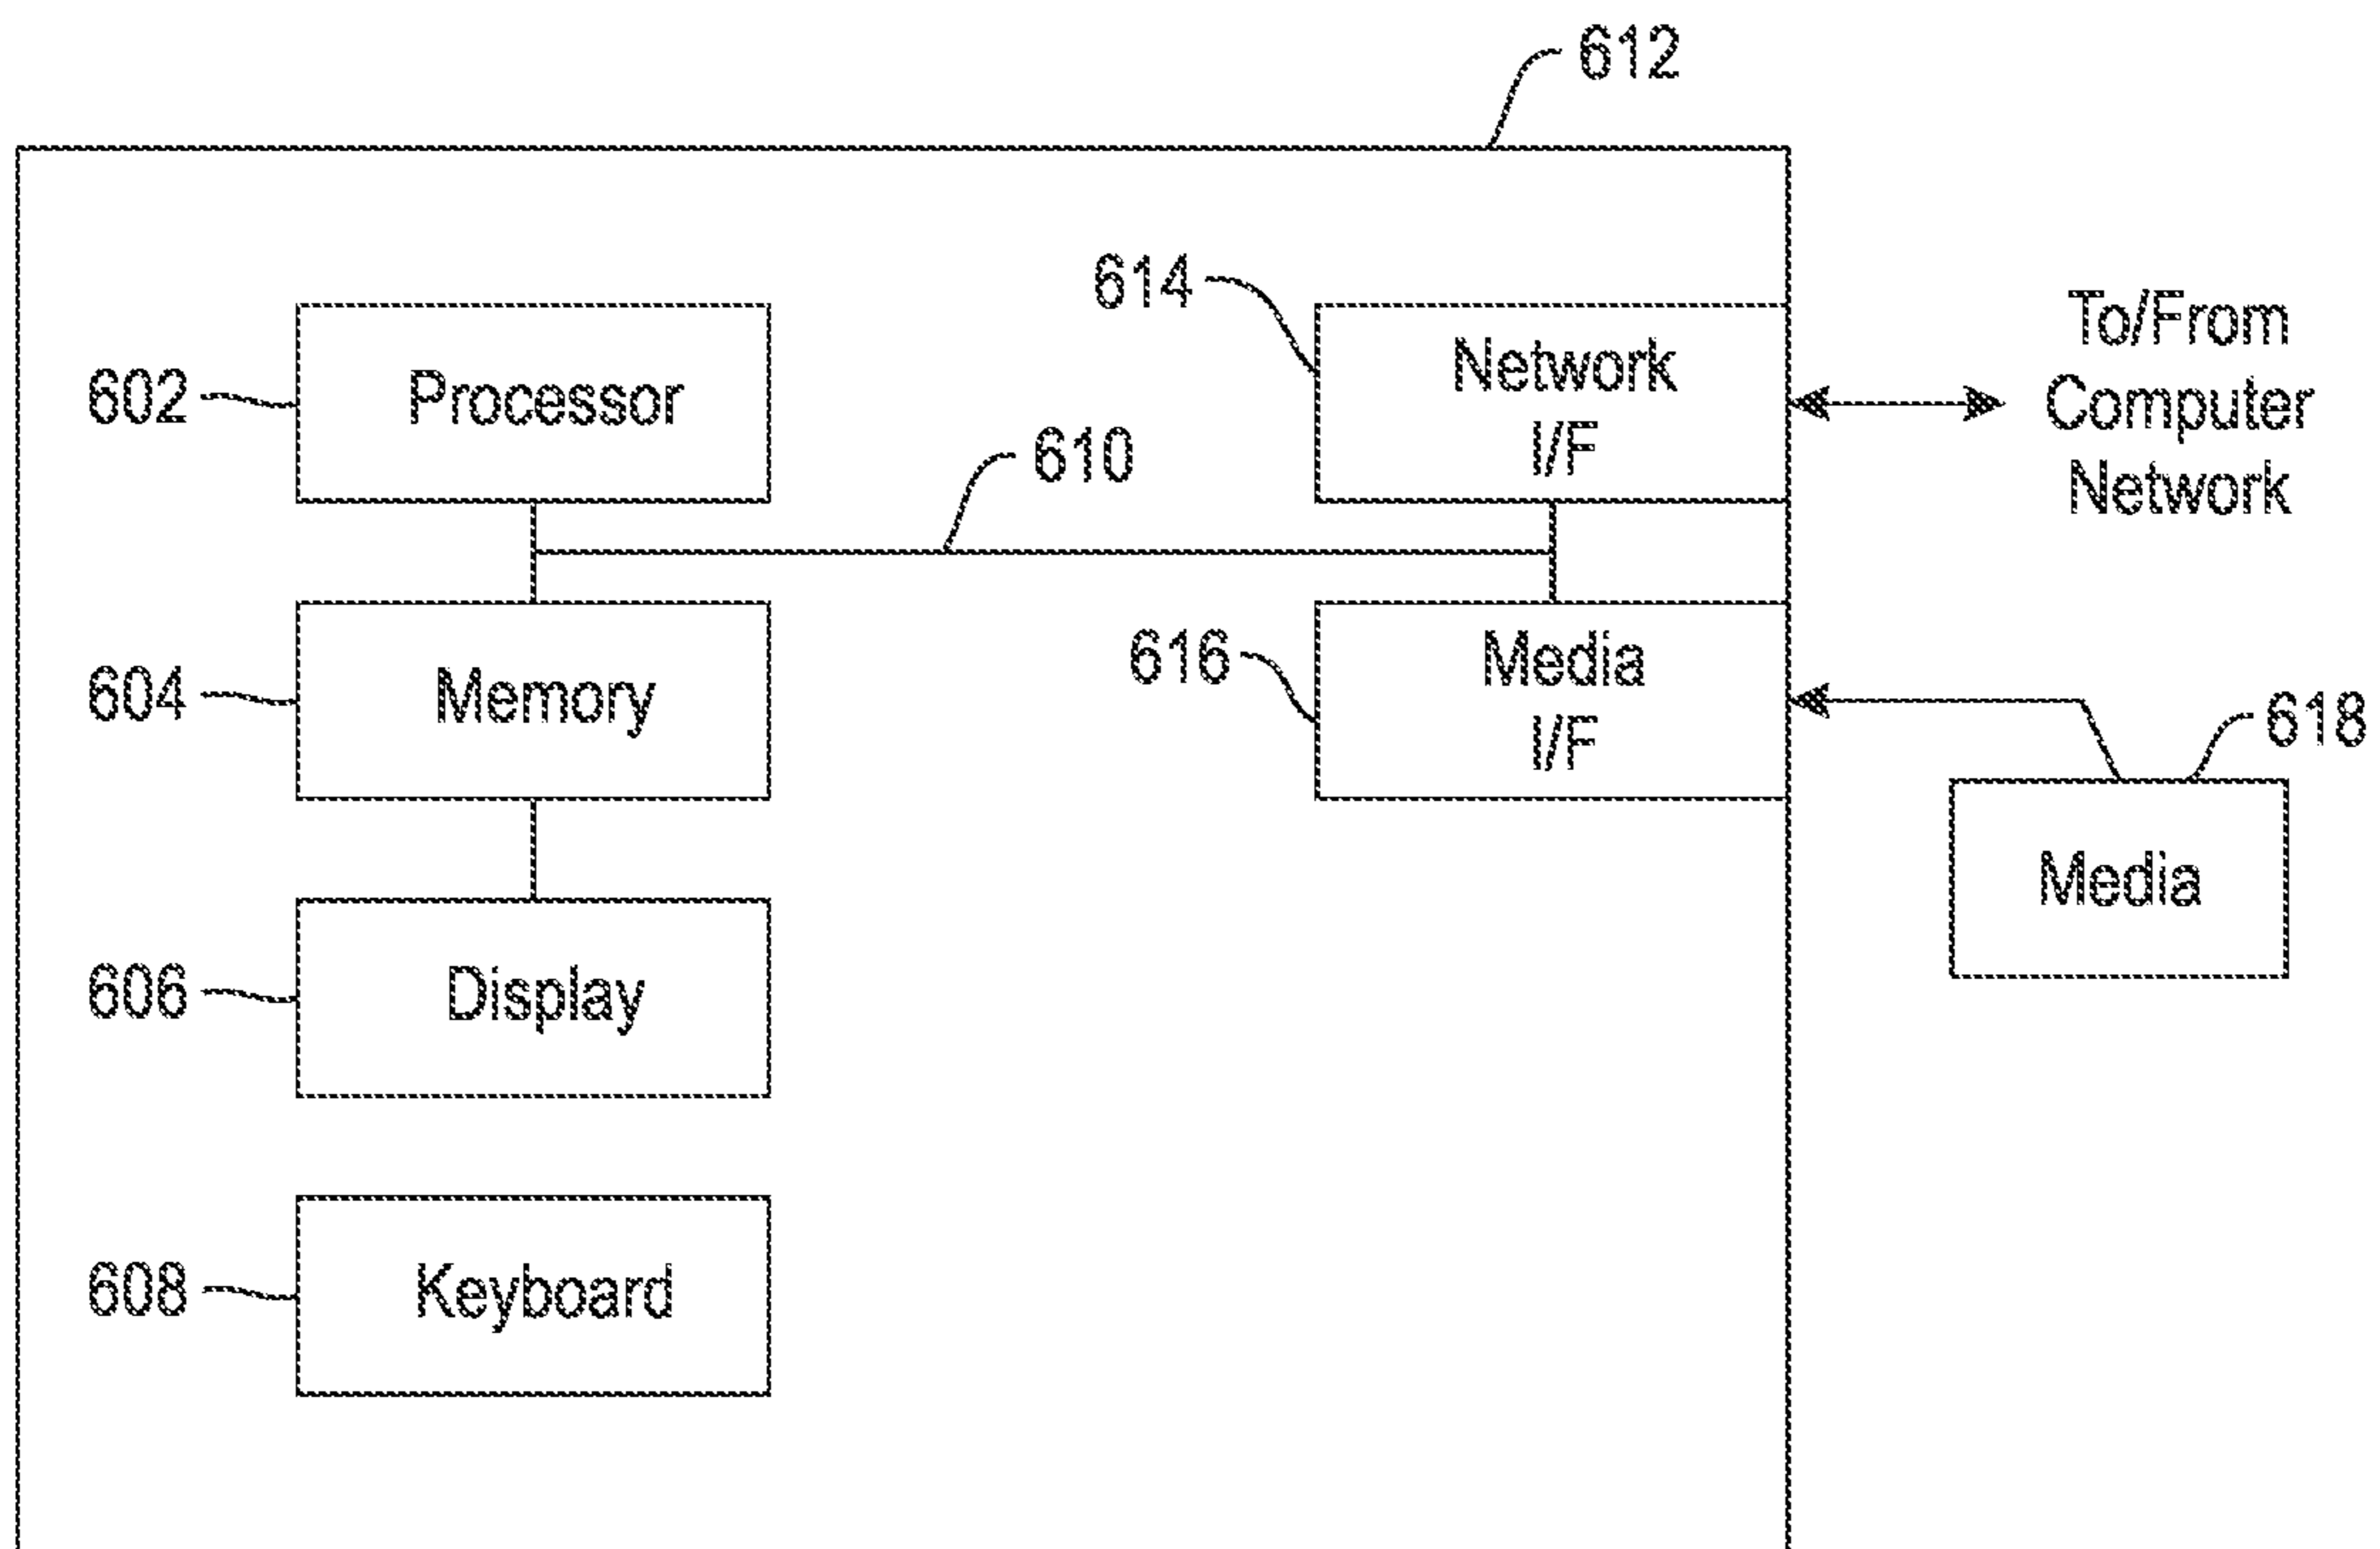 612
614
Network
I/F
To/From
Computer
Network
602
Processor
610
604
Memory
616
Media
I/F
618
Media
606
Display
608
Keyboard